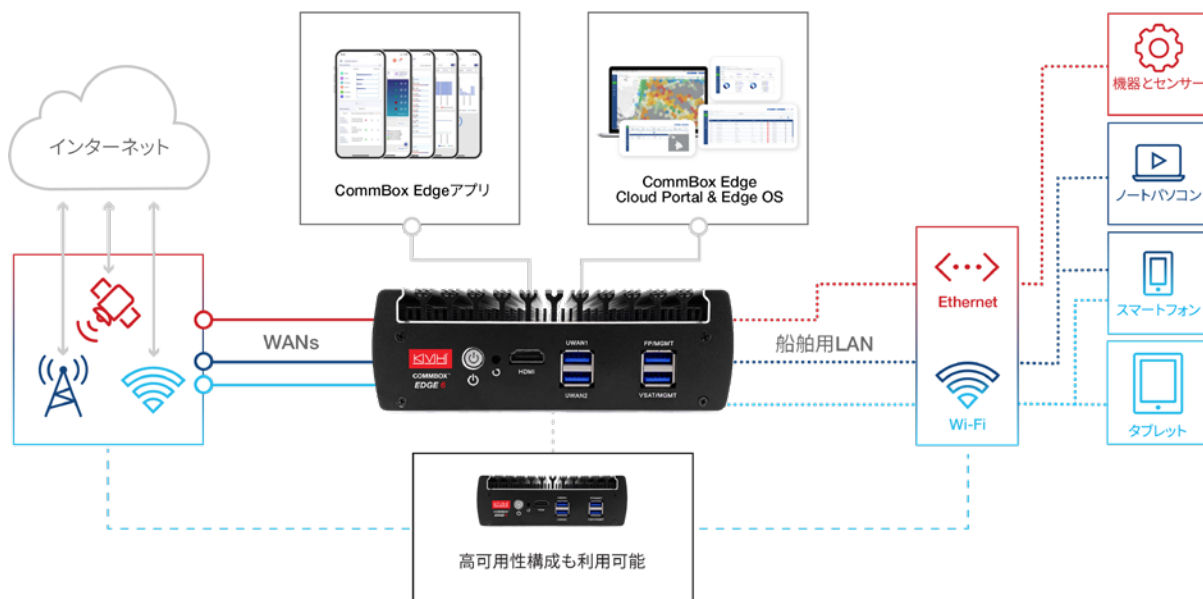 インターネット
CommBox Edgeアプリ
CommBox Edge
Cloud Portal & Edge OS
機器とセンサー
ノートパソコン
スマートフォン
タブレット
Ethernet
Wi-Fi
WANs
船舶用LAN
KVH
COMMBOX™
EDGE 6
HDMI
UWAN1
UWAN2
FP/MGMT
VSAT/MGMT
高可用性構成も利用可能